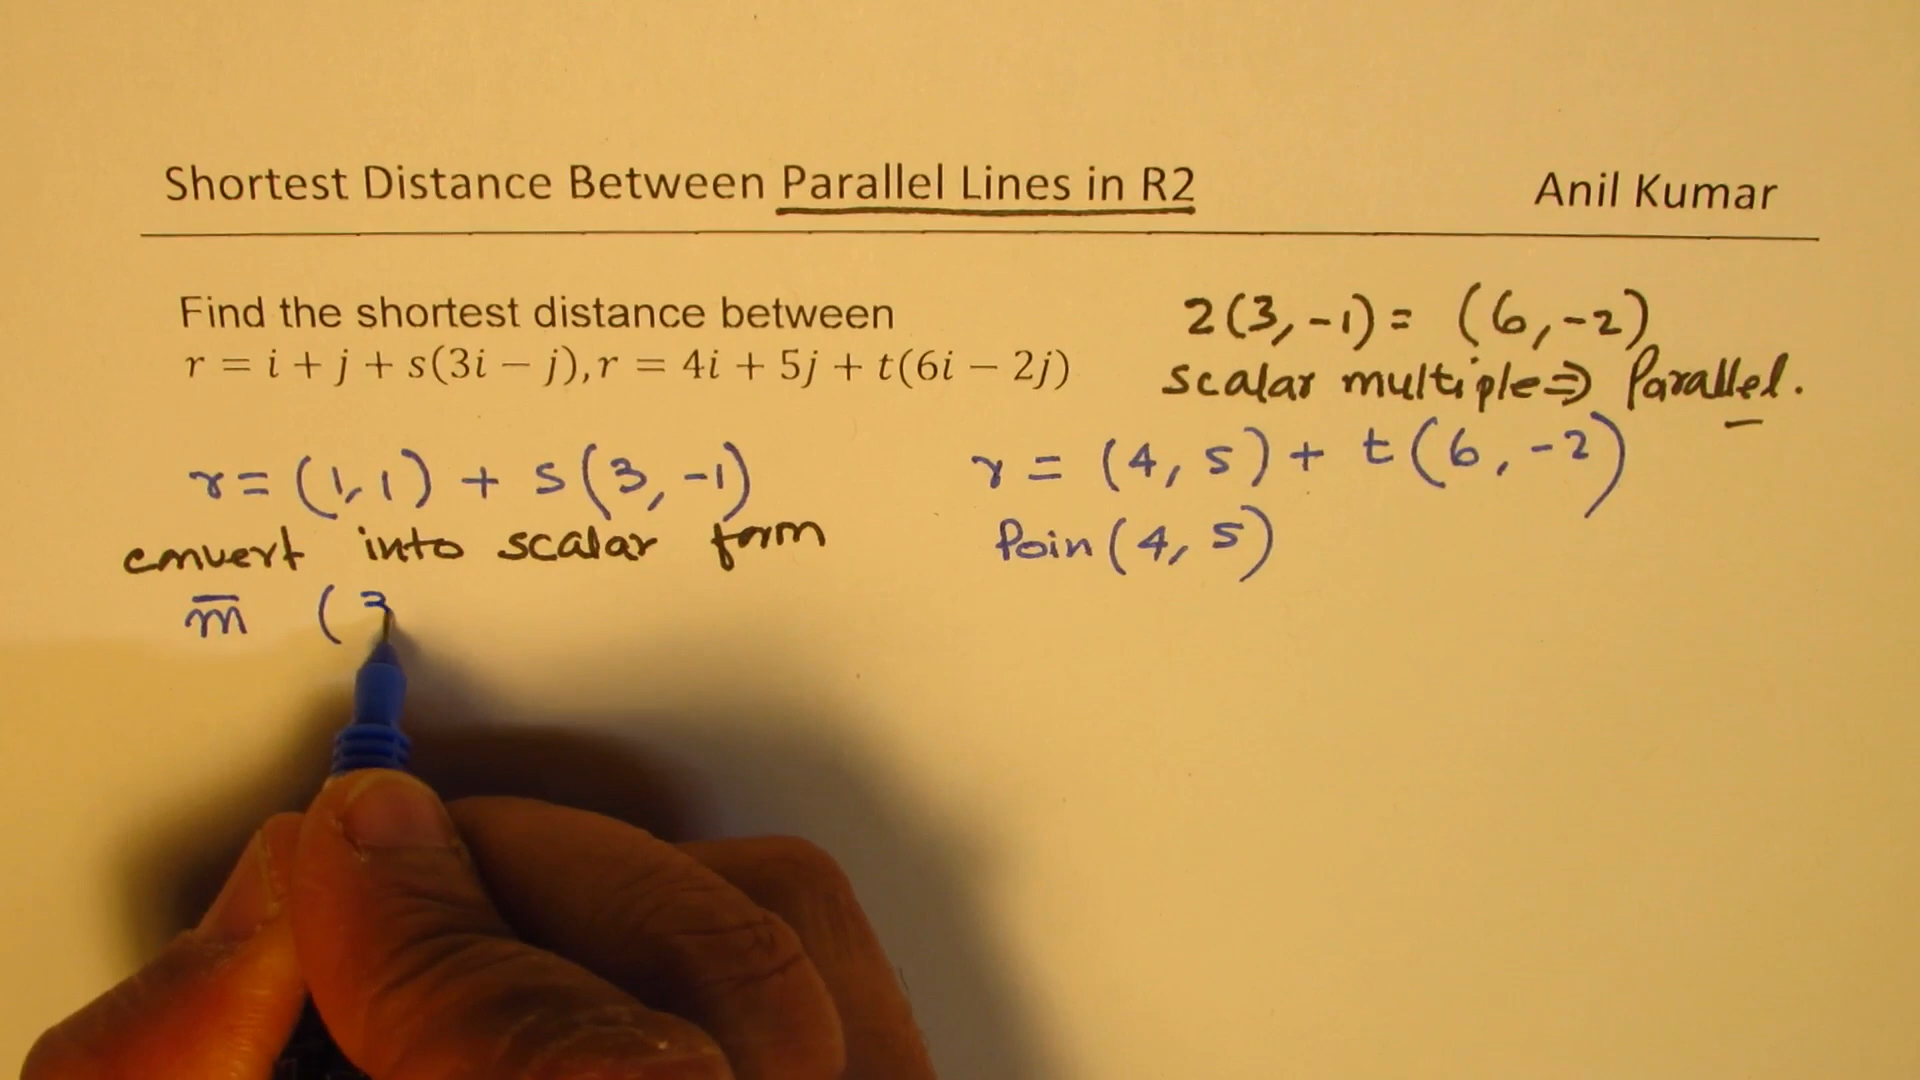 Shortest Distance Between Parallel Lines in R2 Anil Kumar
Find the shortest distance between
r = i + j + s(3i − j), r = 4i + 5j + t(6i − 2j)
2(3, -1) = (6, -2)
scalar multiple ⇒ Parallel.
r = (1, 1) + s(3, -1)
r = (4, 5) + t(6, -2)
convert into scalar form
Poin (4, 5)
m̅ (3